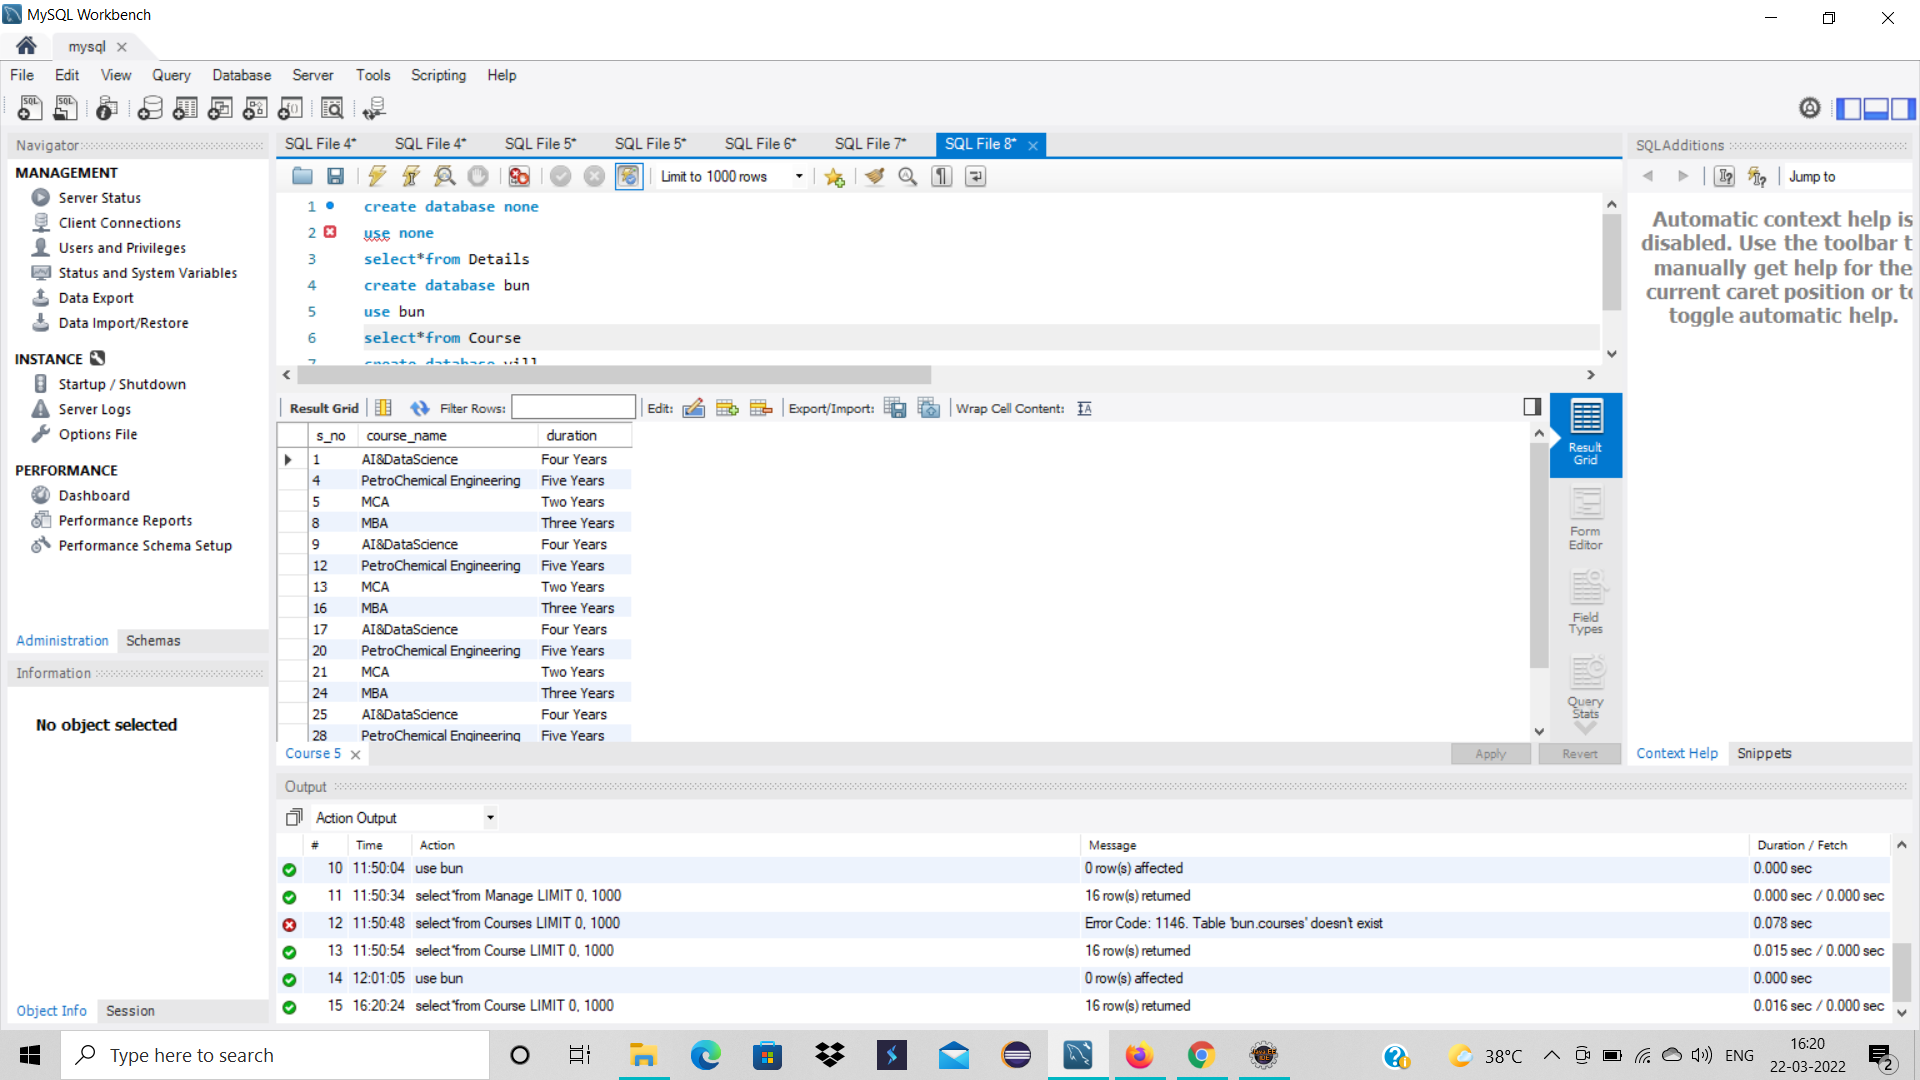 MySQL Workbench
mysql
File Edit View Query Database Server Tools Scripting Help
Navigator
MANAGEMENT
Server Status
Client Connections
Users and Privileges
Status and System Variables
Data Export
Data Import/Restore
INSTANCE
Startup / Shutdown
Server Logs
Options File
PERFORMANCE
Dashboard
Performance Reports
Performance Schema Setup
Administration Schemas
Information
No object selected
Object Info Session
SQL File 4* SQL File 4* SQL File 5* SQL File 5* SQL File 6* SQL File 7* SQL File 8*
Limit to 1000 rows
1 create database none
2 use none
3 select*from Details
4 create database bun
5 use bun
6 select*from Course
7 create database vill
Result Grid Filter Rows: Edit: Export/Import: Wrap Cell Content:
s_no course_name duration
1 AI&DataScience Four Years
4 PetroChemical Engineering Five Years
5 MCA Two Years
8 MBA Three Years
9 AI&DataScience Four Years
12 PetroChemical Engineering Five Years
13 MCA Two Years
16 MBA Three Years
17 AI&DataScience Four Years
20 PetroChemical Engineering Five Years
21 MCA Two Years
24 MBA Three Years
25 AI&DataScience Four Years
28 PetroChemical Engineering Five Years
Result
Grid
Form
Editor
Field
Types
Query
Stats
Course 5 Apply Revert
SQLAdditions
Jump to
Automatic context help is
disabled. Use the toolbar t
manually get help for the
current caret position or to
toggle automatic help.
Context Help Snippets
Output
Action Output
# Time Action Message Duration / Fetch
10 11:50:04 use bun 0 row(s) affected 0.000 sec
11 11:50:34 select*from Manage LIMIT 0, 1000 16 row(s) returned 0.000 sec / 0.000 sec
12 11:50:48 select*from Courses LIMIT 0, 1000 Error Code: 1146. Table 'bun.courses' doesn't exist 0.078 sec
13 11:50:54 select*from Course LIMIT 0, 1000 16 row(s) returned 0.015 sec / 0.000 sec
14 12:01:05 use bun 0 row(s) affected 0.000 sec
15 16:20:24 select*from Course LIMIT 0, 1000 16 row(s) returned 0.016 sec / 0.000 sec
Type here to search
38°C
ENG
16:20
22-03-2022
2